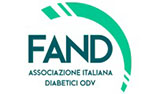 FAND
ASSOCIAZIONE ITALIANA
DIABETICI ODV